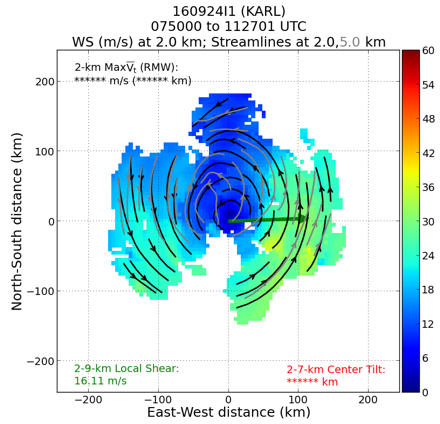 160924I1 (KARL)
075000 to 112701 UTC
WS (m/s) at 2.0 km; Streamlines at 2.0,5.0 km
2-km MaxV̅t (RMW):
****** m/s (****** km)
200
100
0
−100
−200
North-South distance (km)
2-9-km Local Shear:
16.11 m/s
2-7-km Center Tilt:
****** km
−200 −100 0 100 200
East-West distance (km)
60
54
48
42
36
30
24
18
12
6
0